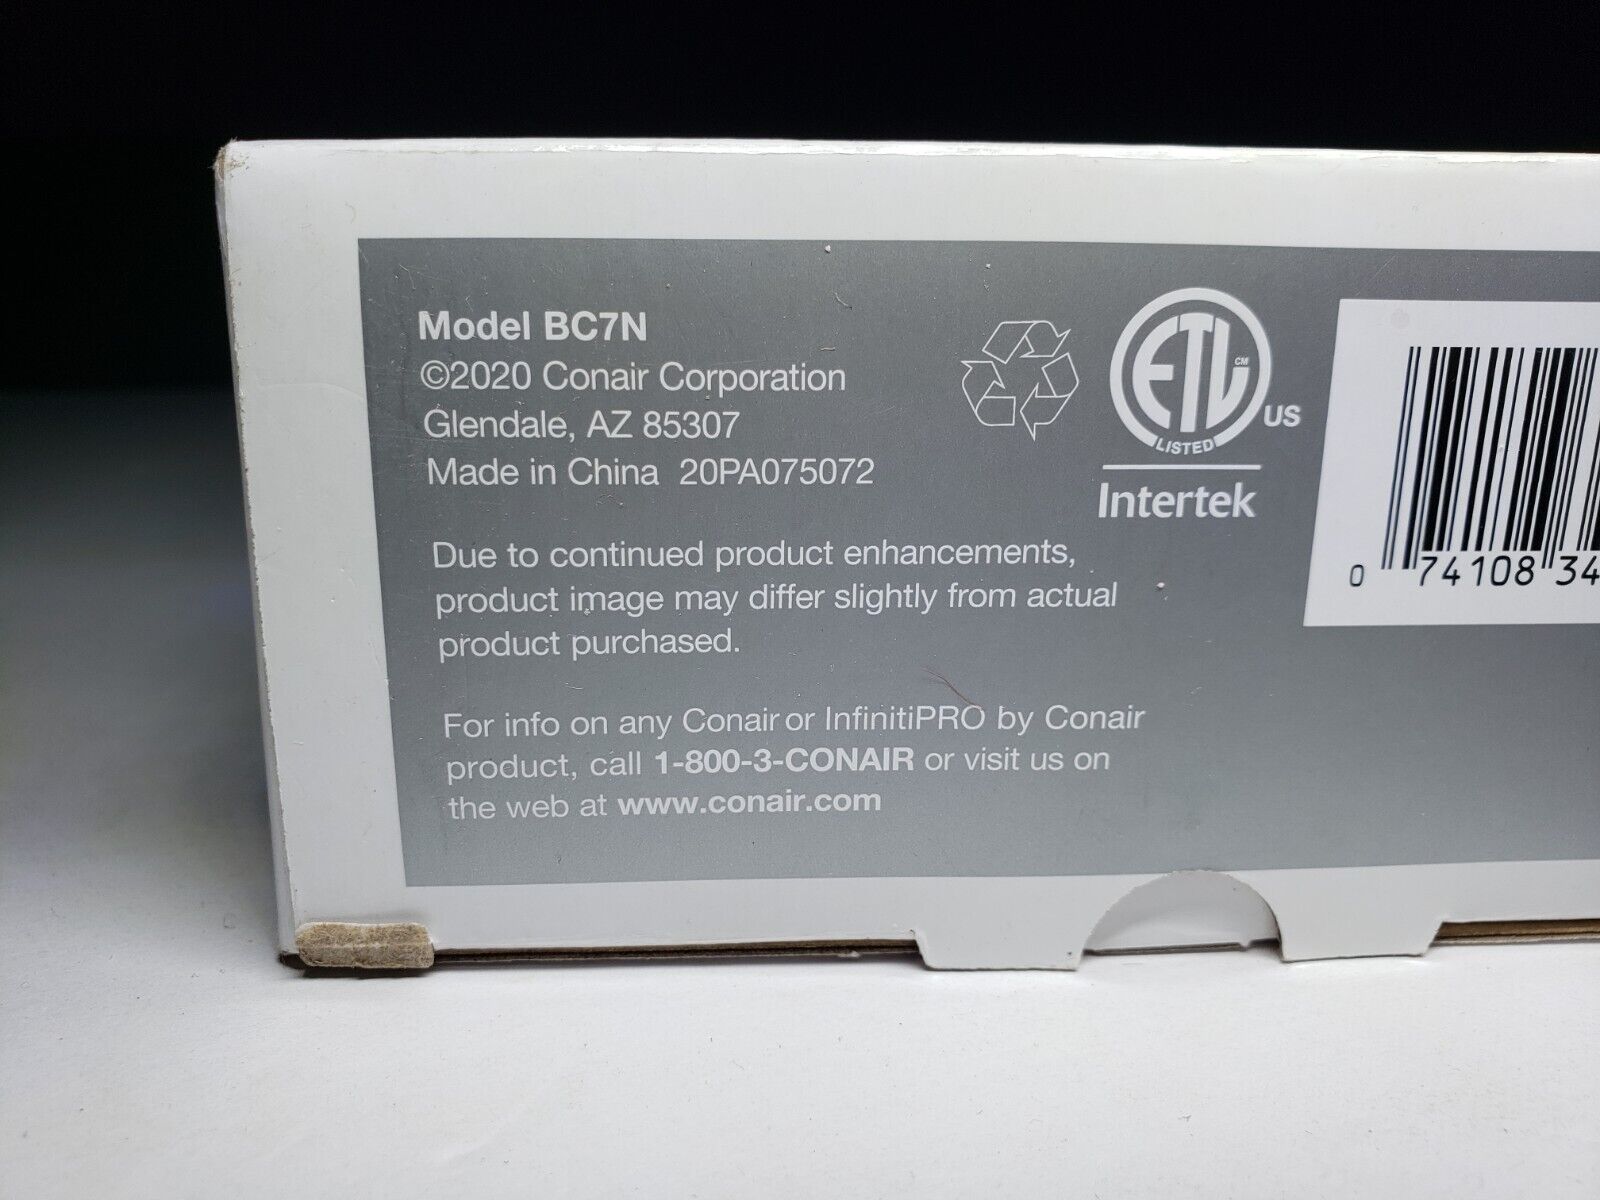 Model BC7N
©2020 Conair Corporation
Glendale, AZ 85307
Made in China 20PA075072
Due to continued product enhancements,
product image may differ slightly from actual
product purchased.
For info on any Conair or InfinitiPRO by Conair
product, call 1-800-3-CONAIR or visit us on
the web at www.conair.com
ETL CM
LISTED
US
Intertek
0 74108 34